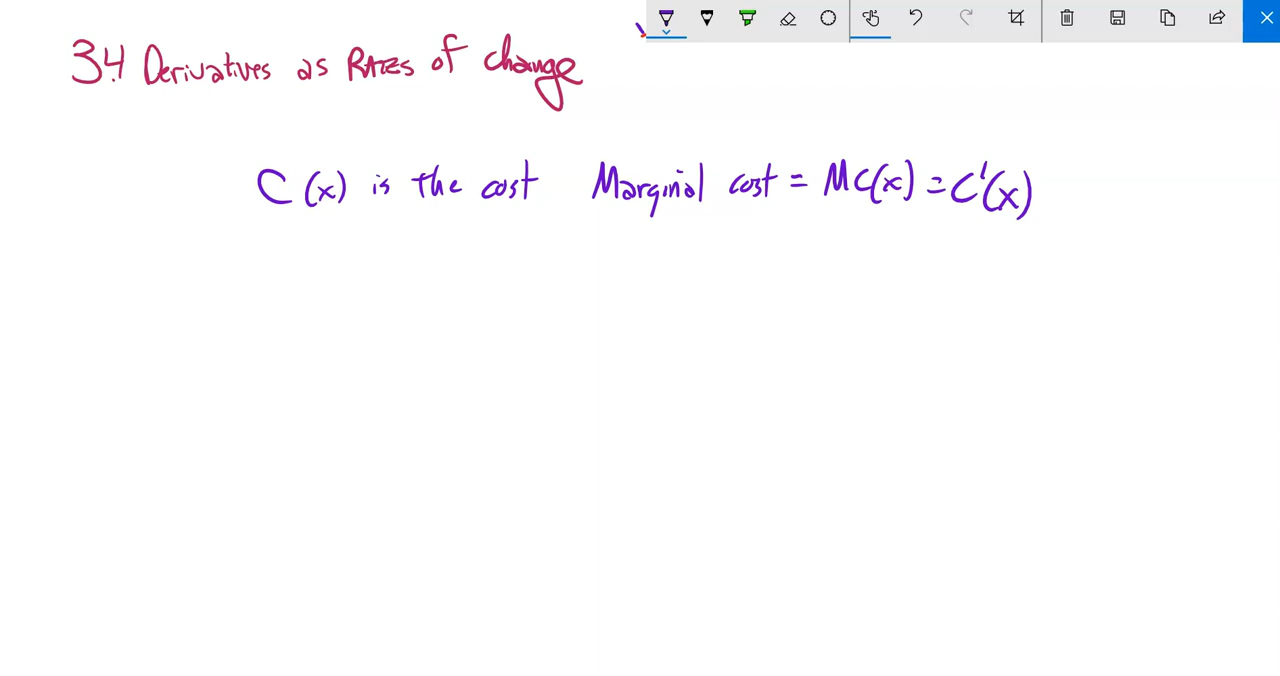 3.4 Derivatives as Rates of change
C(x) is the cost Marginal cost = MC(x) = C'(x)